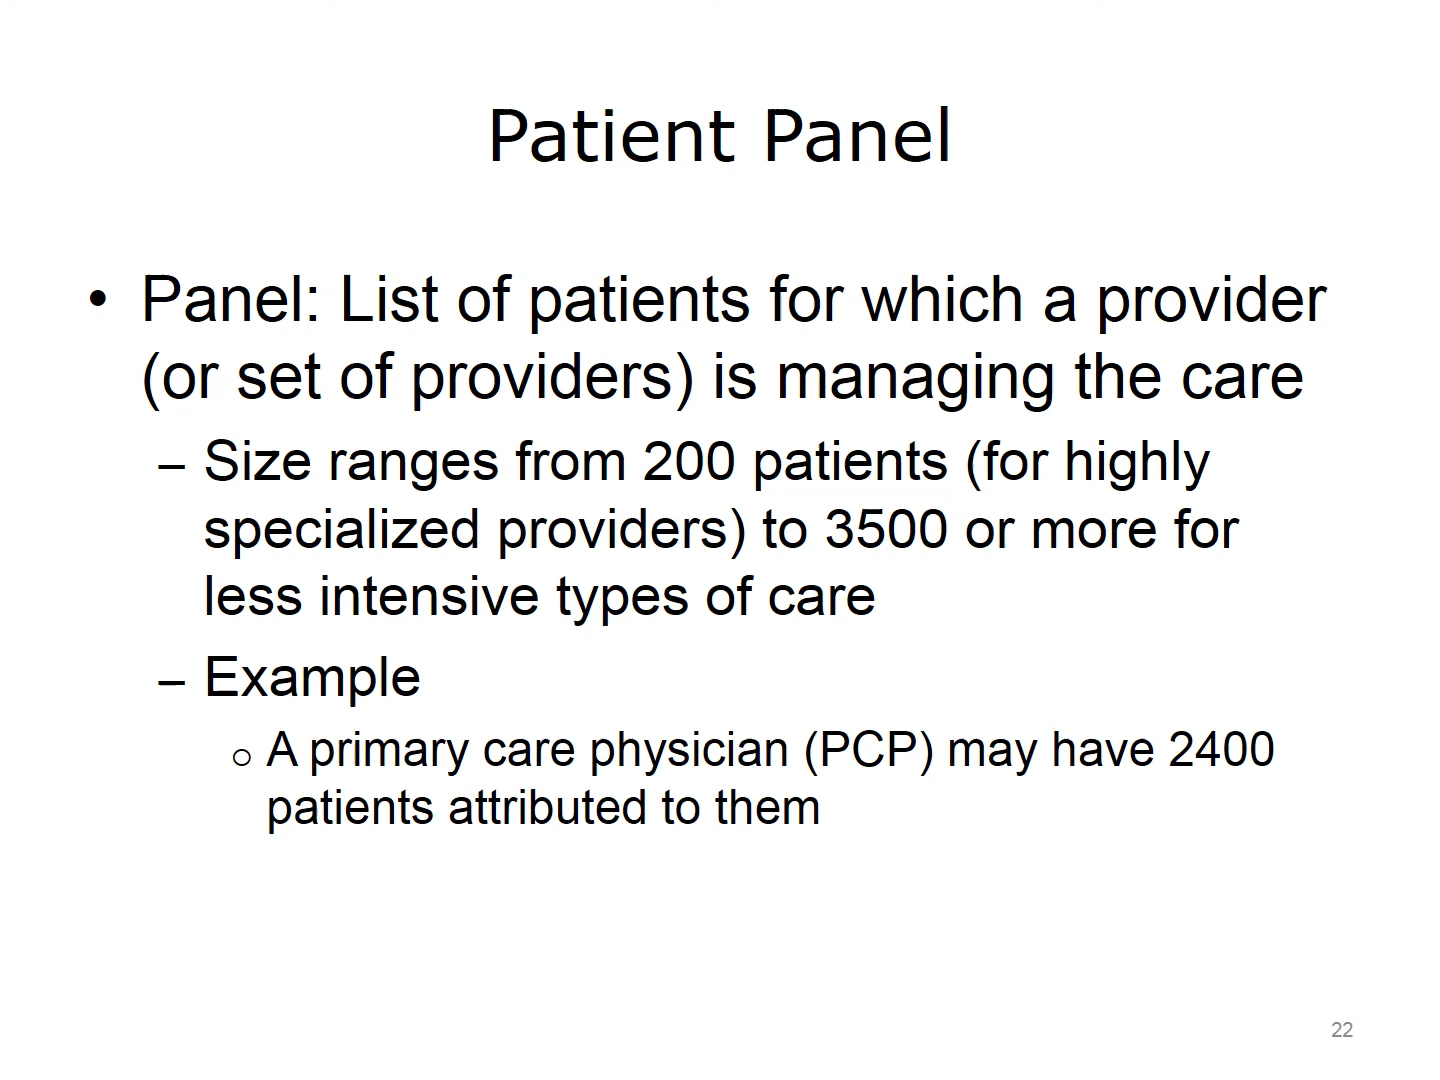 Patient Panel
• Panel: List of patients for which a provider
(or set of providers) is managing the care
– Size ranges from 200 patients (for highly
specialized providers) to 3500 or more for
less intensive types of care
– Example
○ A primary care physician (PCP) may have 2400
patients attributed to them
22